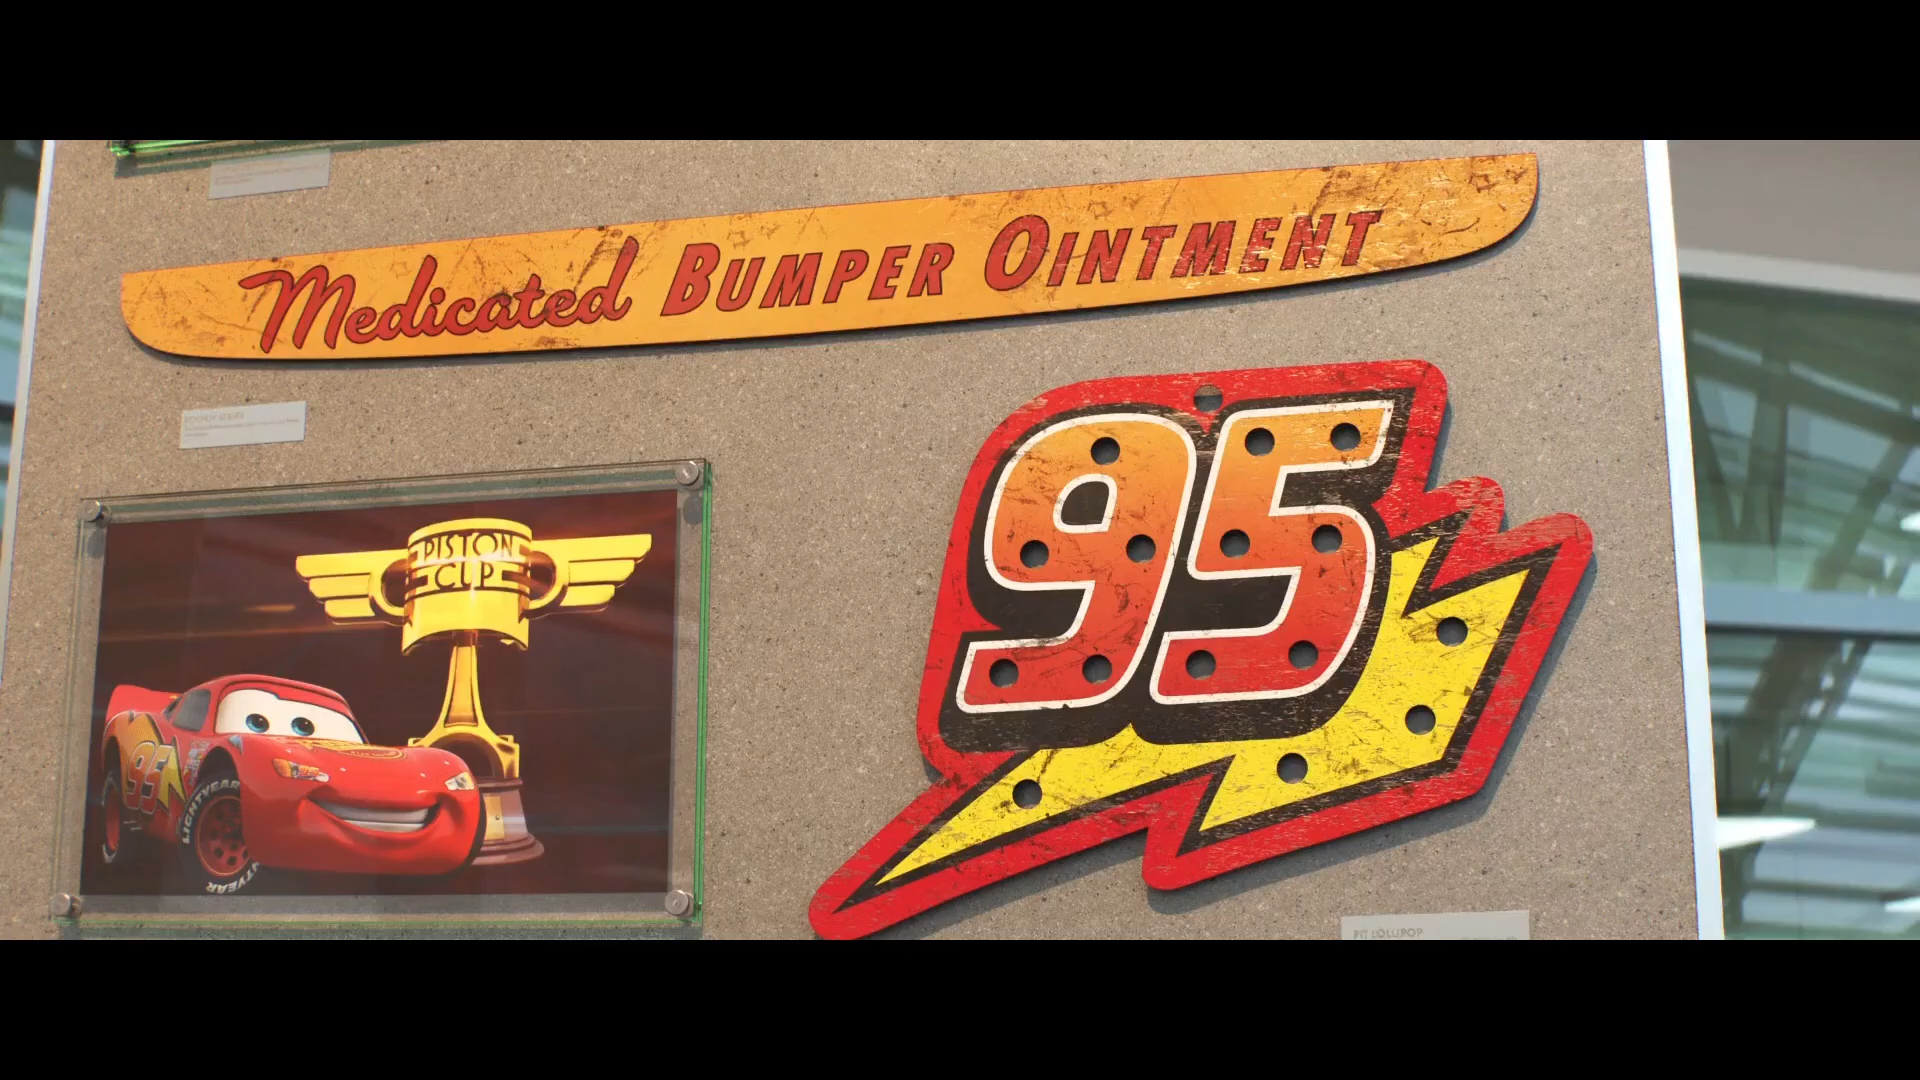 Medicated BUMPER OINTMENT
95
PISTON
CUP
95
LIGHTYEAR
PIT LOLLIPOP